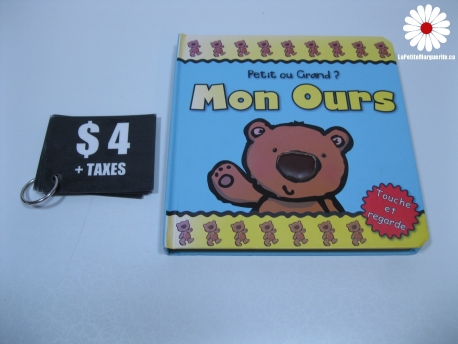 LaPetiteMarguerite.ca
Petit ou Grand?
Mon Ours
$ 4
+ TAXES
Touche
et
regarde